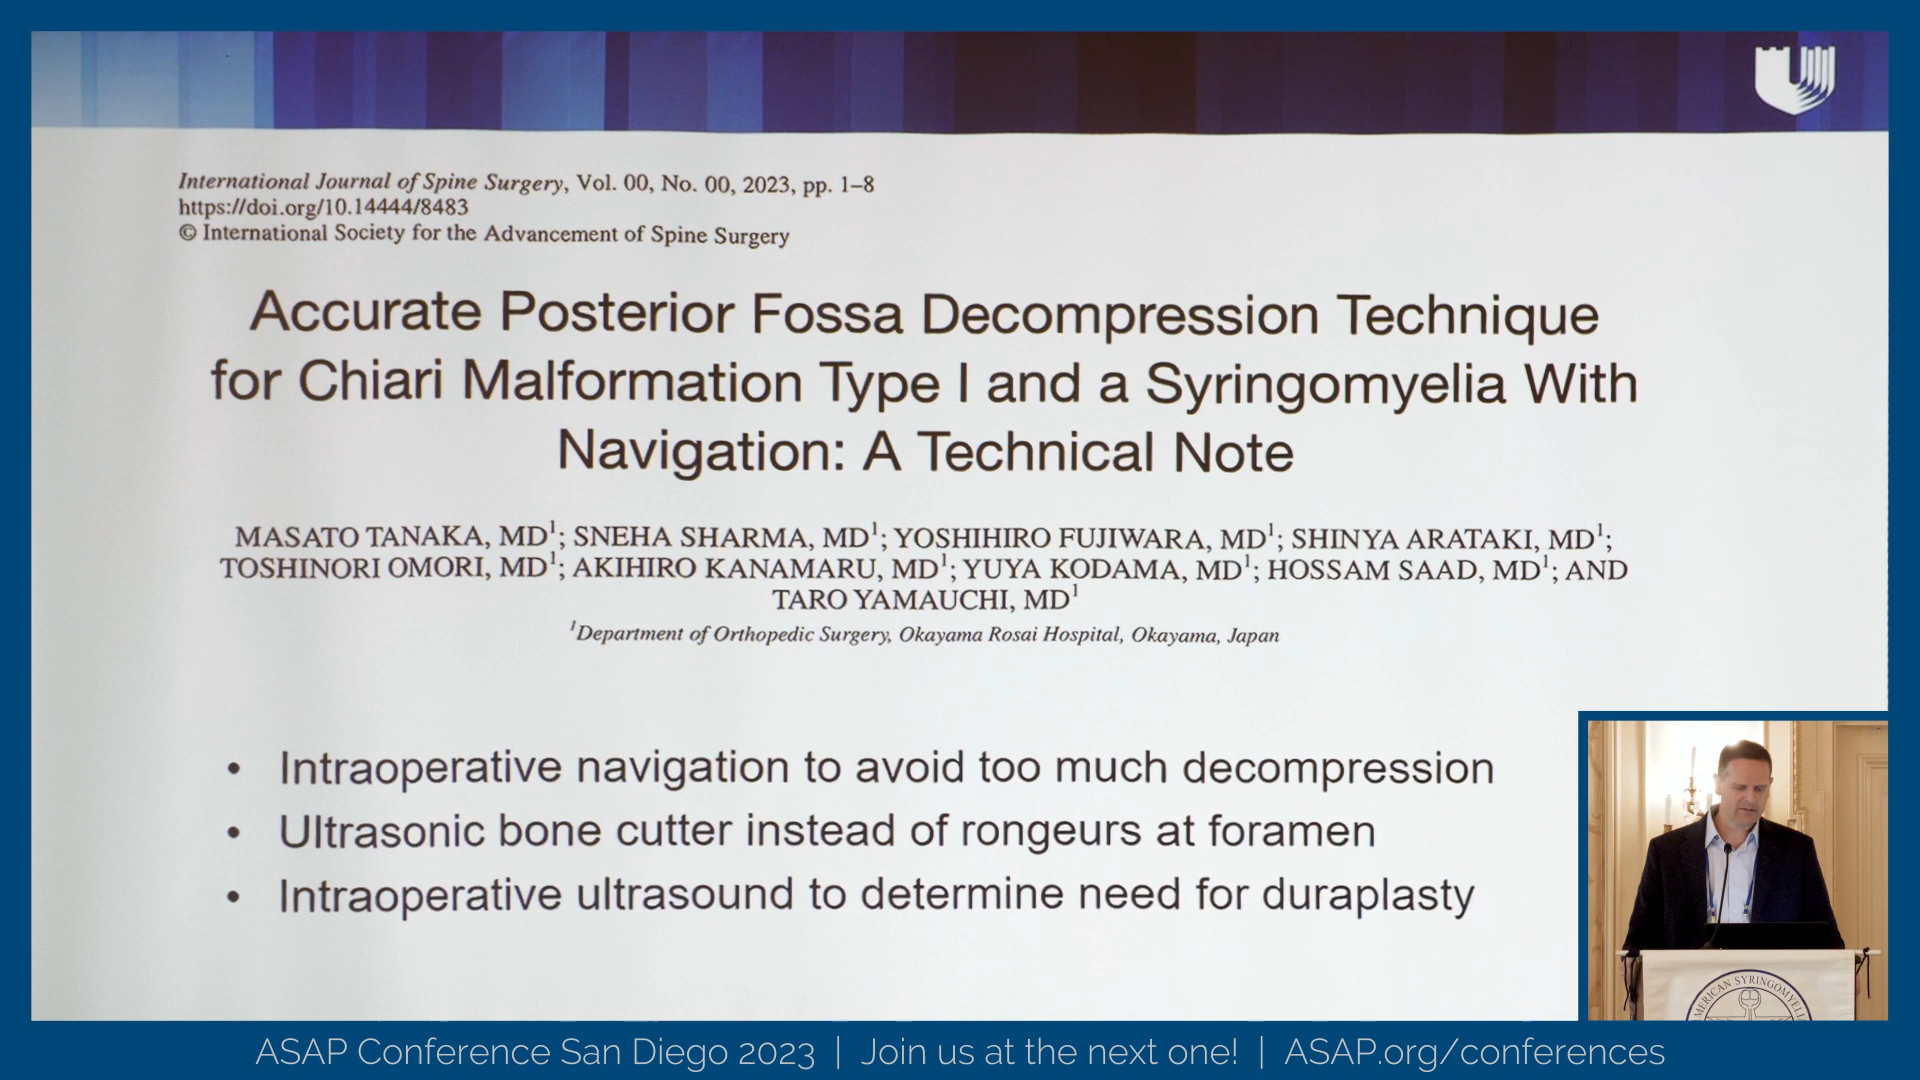 International Journal of Spine Surgery, Vol. 00, No. 00, 2023, pp. 1–8
https://doi.org/10.14444/8483
© International Society for the Advancement of Spine Surgery
Accurate Posterior Fossa Decompression Technique
for Chiari Malformation Type I and a Syringomyelia With
Navigation: A Technical Note
MASATO TANAKA, MD¹; SNEHA SHARMA, MD¹; YOSHIHIRO FUJIWARA, MD¹; SHINYA ARATAKI, MD¹;
TOSHINORI OMORI, MD¹; AKIHIRO KANAMARU, MD¹; YUYA KODAMA, MD¹; HOSSAM SAAD, MD¹; AND
TARO YAMAUCHI, MD¹
¹Department of Orthopedic Surgery, Okayama Rosai Hospital, Okayama, Japan
• Intraoperative navigation to avoid too much decompression
• Ultrasonic bone cutter instead of rongeurs at foramen
• Intraoperative ultrasound to determine need for duraplasty
ASAP Conference San Diego 2023 | Join us at the next one! | ASAP.org/conferences